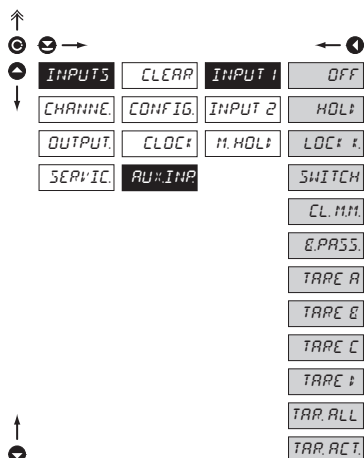 INPUTS CLEAR INPUT 1 OFF
CHANNE. CONFIG. INPUT 2 HOLD
OUTPUT. CLOCK M. HOLD LOCK K.
SERVIC. AUX.INP. SWITCH
CL. M.M.
B.PASS.
TARE A
TARE B
TARE C
TARE D
TAR. ALL
TAR. ACT.